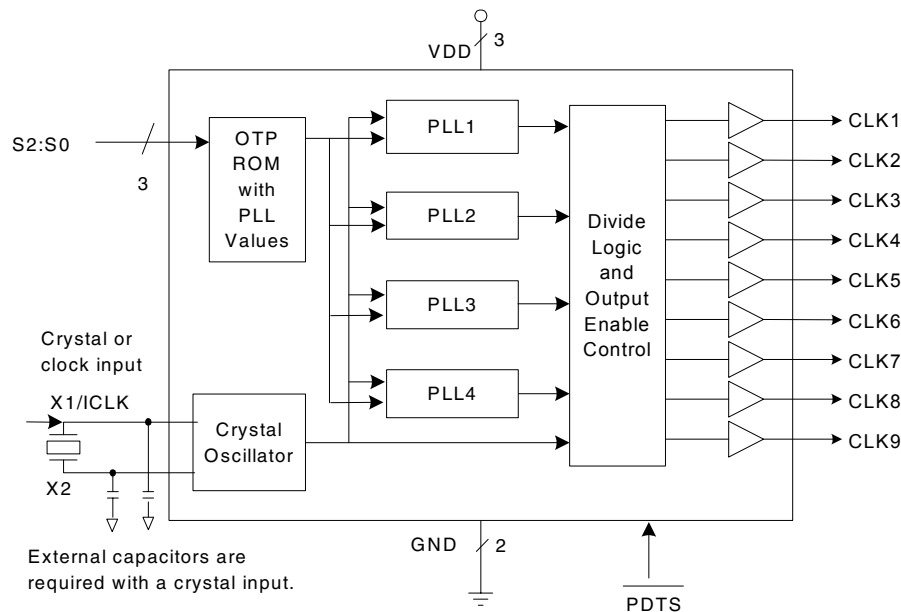 VDD
3
S2:S0
3
OTP
ROM
with
PLL
Values
PLL1
PLL2
PLL3
PLL4
Divide
Logic
and
Output
Enable
Control
CLK1
CLK2
CLK3
CLK4
CLK5
CLK6
CLK7
CLK8
CLK9
Crystal or
clock input
X1/ICLK
X2
Crystal
Oscillator
External capacitors are
required with a crystal input.
GND
2
PDTS